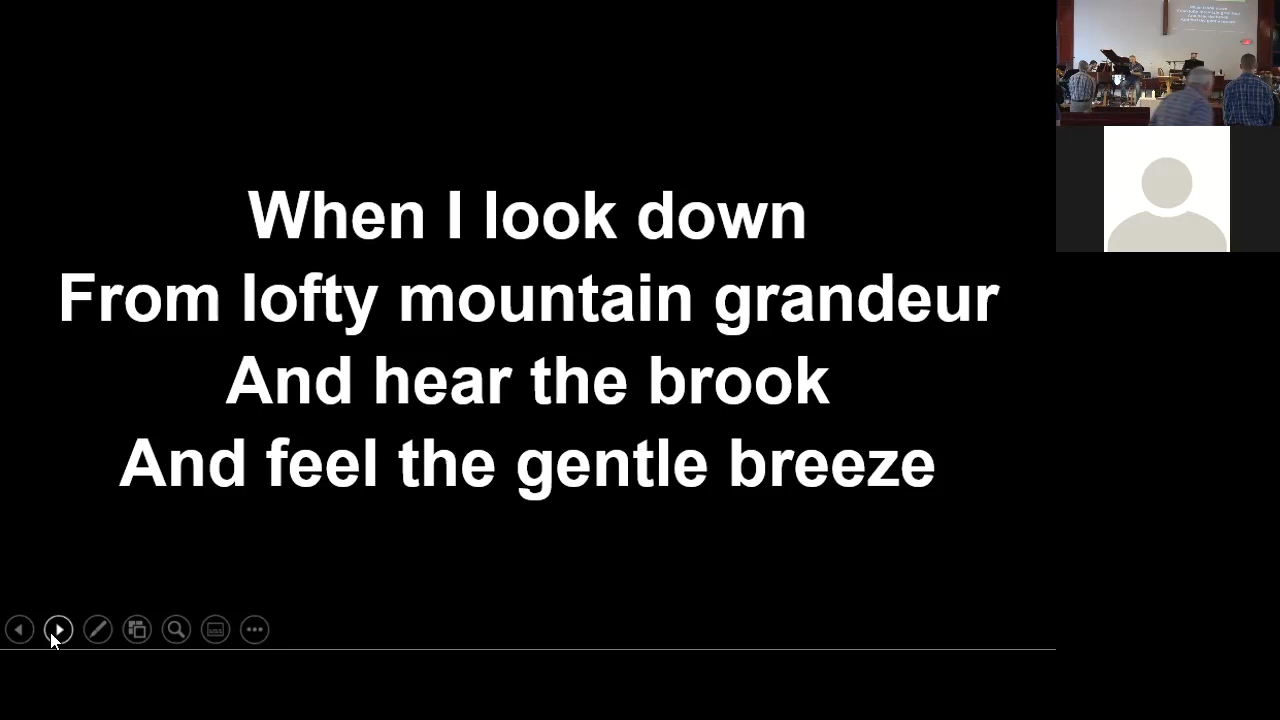 When I look down
From lofty mountain grandeur
And hear the brook
And feel the gentle breeze